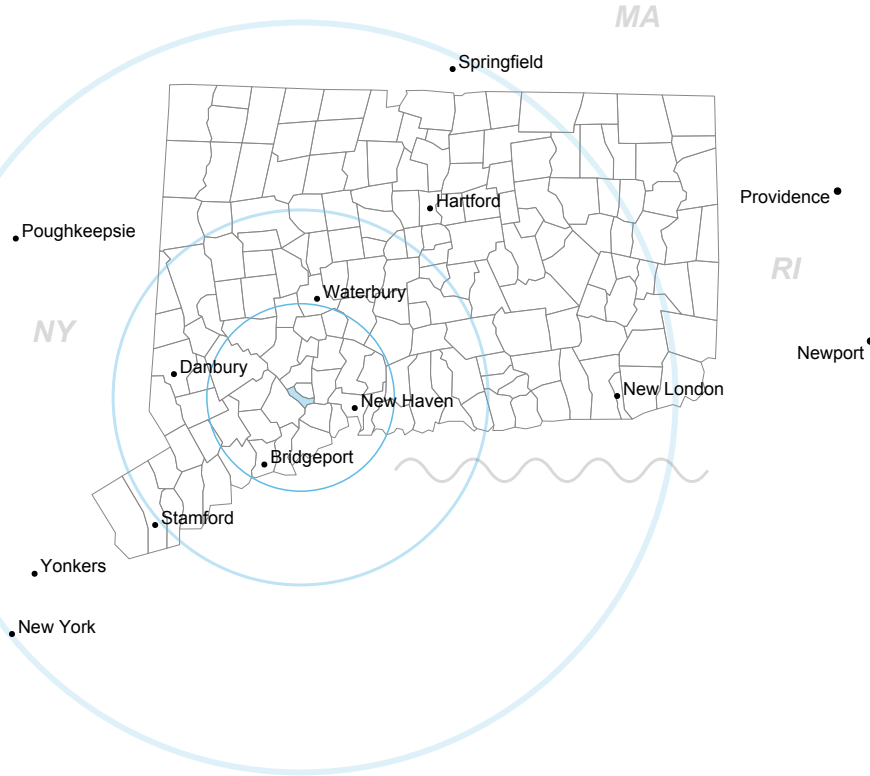 MA
Springfield
Providence
Hartford
Poughkeepsie
RI
Waterbury
NY
Newport
Danbury
New London
New Haven
Bridgeport
Stamford
Yonkers
New York